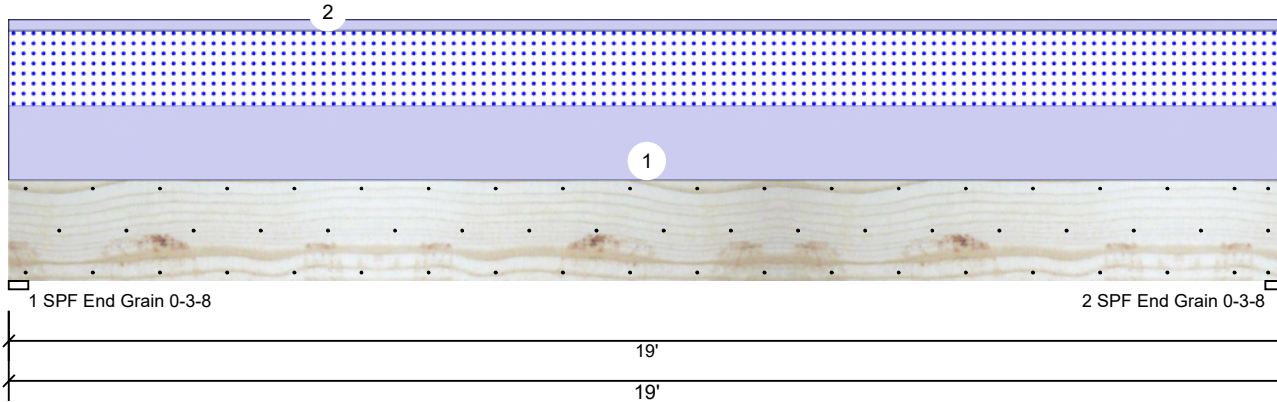 2
1
1 SPF End Grain 0-3-8
2 SPF End Grain 0-3-8
19'
19'